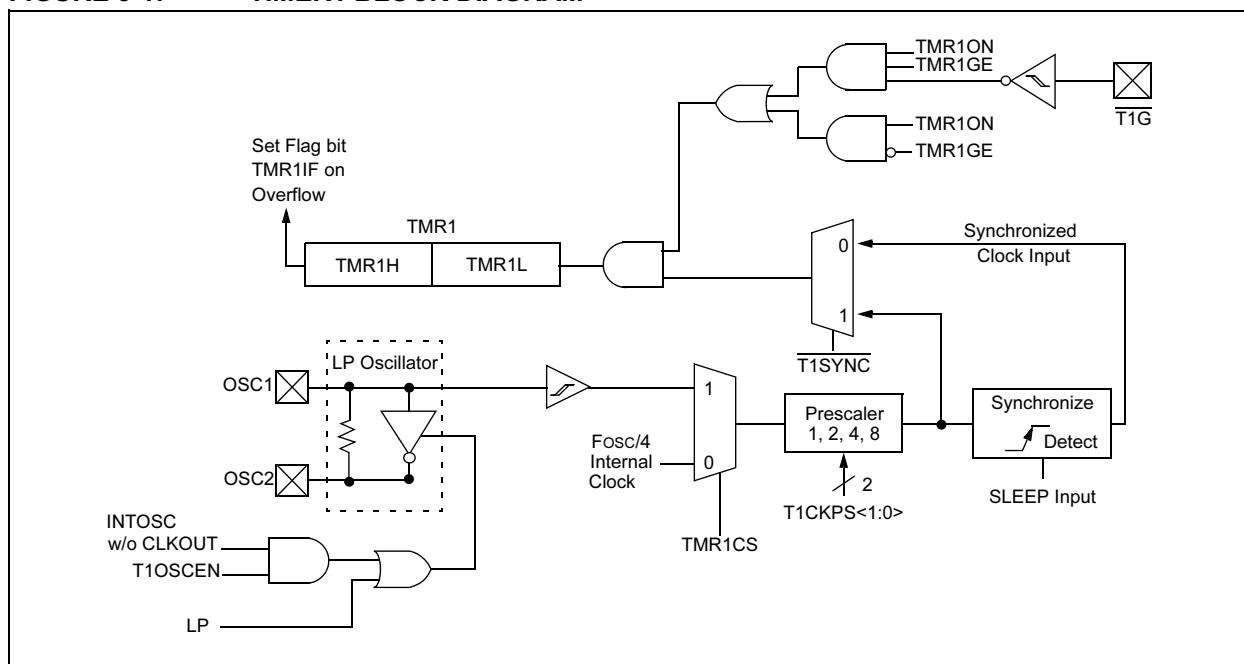 TMR1ON
TMR1GE
T1G
TMR1ON
TMR1GE
Set Flag bit
TMR1IF on
Overflow
TMR1
TMR1H
TMR1L
0
1
Synchronized
Clock Input
T1SYNC
LP Oscillator
OSC1
OSC2
1
0
FOSC/4
Internal
Clock
TMR1CS
Prescaler
1, 2, 4, 8
2
T1CKPS<1:0>
Synchronize
Detect
SLEEP Input
INTOSC
w/o CLKOUT
T1OSCEN
LP